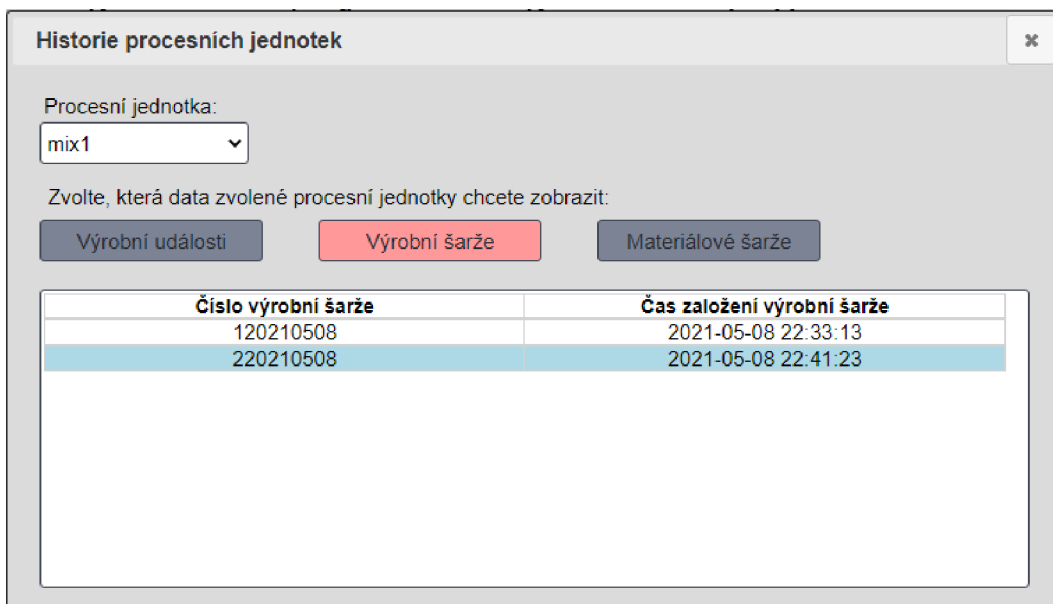 Historie procesních jednotek
Procesní jednotka:
mix1
Zvolte, která data zvolené procesní jednotky chcete zobrazit:
Výrobní události Výrobní šarže Materiálové šarže
Číslo výrobní šarže Čas založení výrobní šarže
120210508 2021-05-08 22:33:13
220210508 2021-05-08 22:41:23